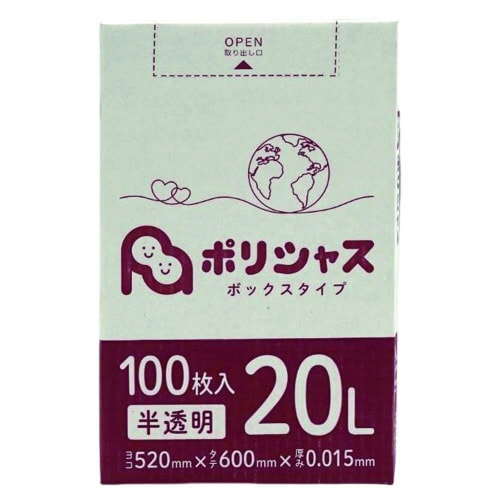 OPEN
取り出し口
ポリシャス
ボックスタイプ
100枚入
半透明
20L
ヨコ520mm×タテ600mm×厚み0.015mm